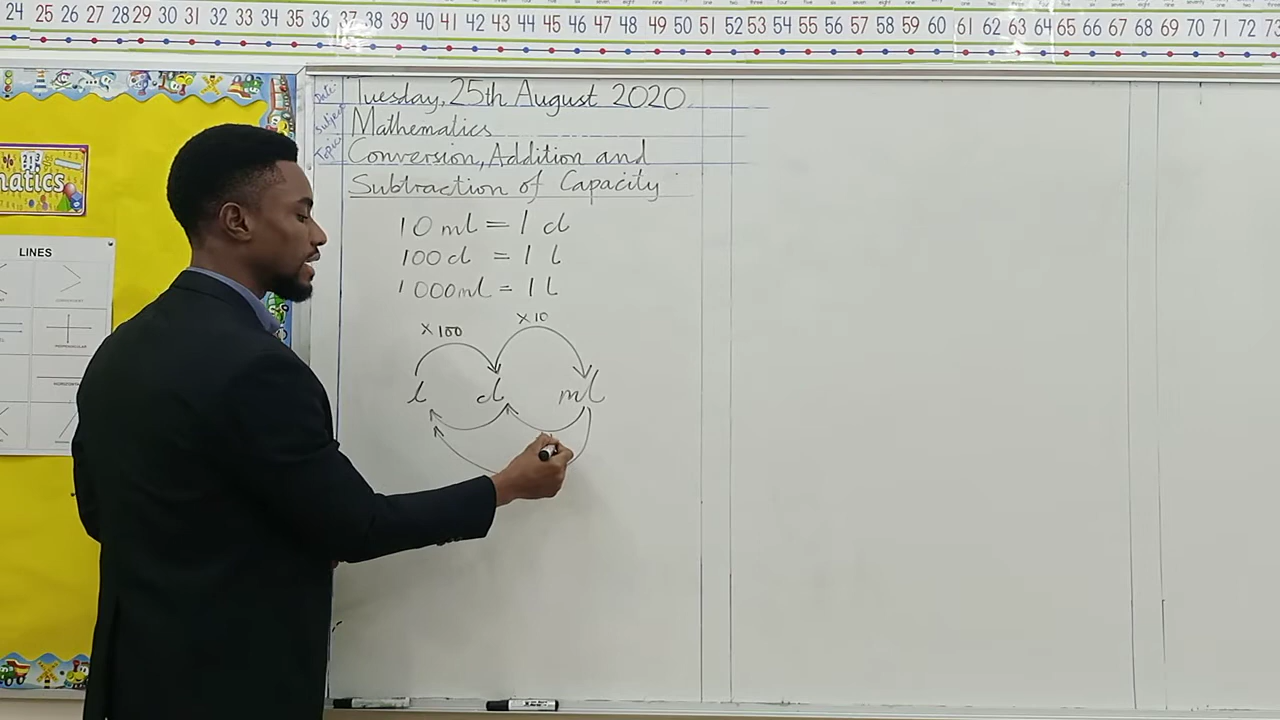 24 25 26 27 28 29 30 31 32 33 34 35 36 37 38 39 40 41 42 43 44 45 46 47 48 49 50 51 52 53 54 55 56 57 58 59 60 61 62 63 64 65 66 67 68 69 70 71 72 73
Date: Tuesday, 25th August 2020
Subject Mathematics
Topic: Conversion, Addition and
Subtraction of Capacity
10 ml = 1 cl
100 cl = 1 l
1000 ml = 1 l
x100 x10
l cl ml
matics
LINES